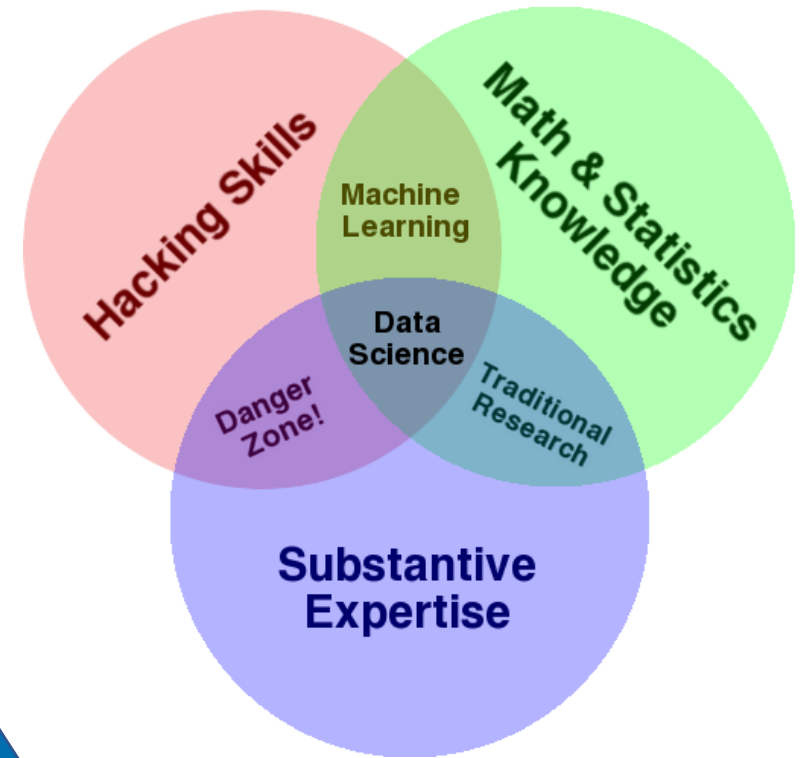 Hacking Skills
Math & Statistics
Knowledge
Machine
Learning
Data
Science
Danger
Zone!
Traditional
Research
Substantive
Expertise